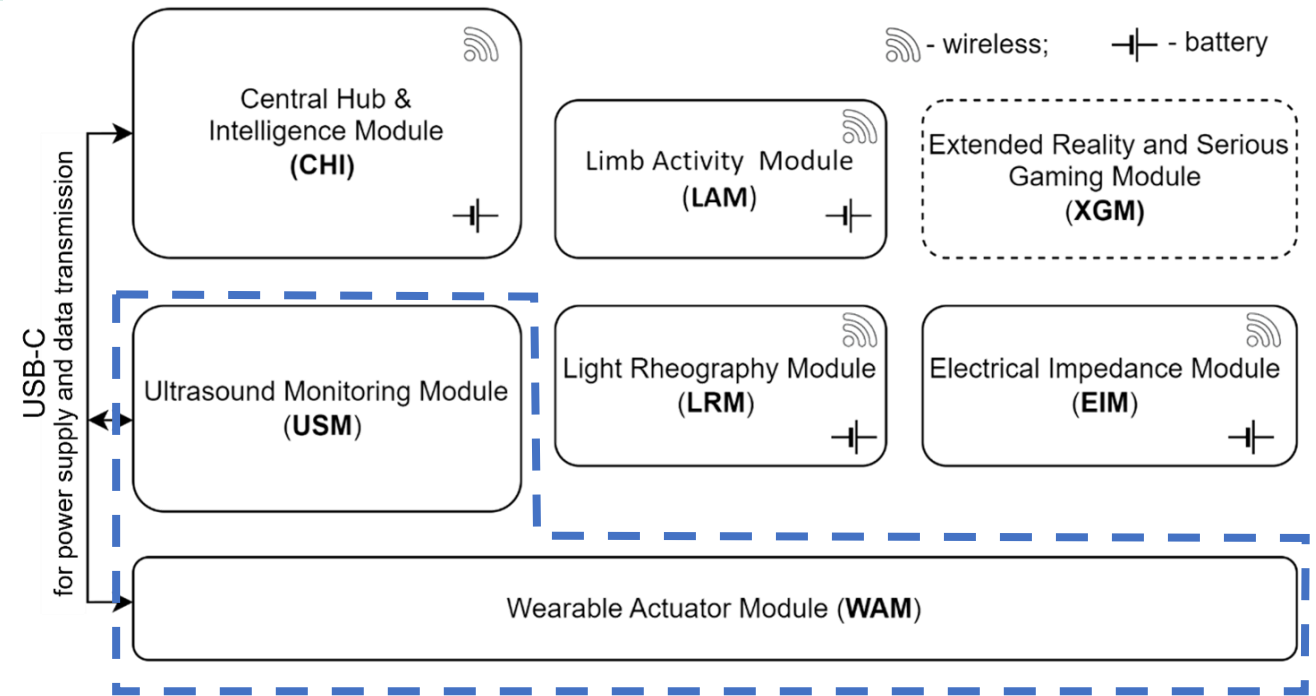 - wireless;
- battery
Central Hub &
Intelligence Module
(CHI)
Limb Activity Module
(LAM)
Extended Reality and Serious
Gaming Module
(XGM)
USB-C
for power supply and data transmission
Ultrasound Monitoring Module
(USM)
Light Rheography Module
(LRM)
Electrical Impedance Module
(EIM)
Wearable Actuator Module (WAM)